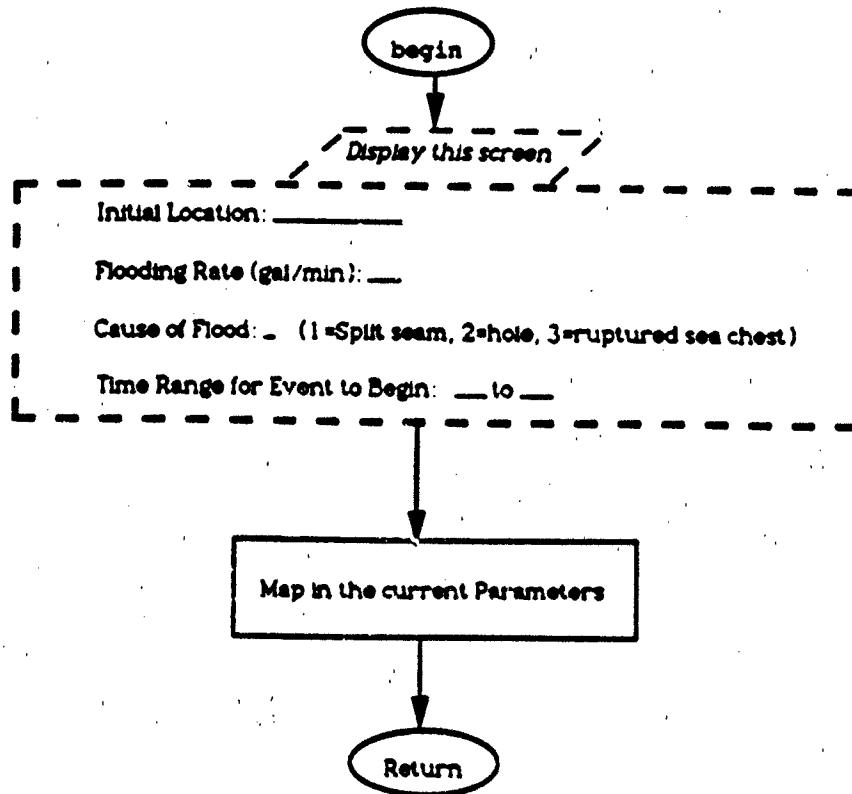 begin
Display this screen
Initial Location: __________
Flooding Rate (gal/min): ___
Cause of Flood: _ (1=Split seam, 2=hole, 3=ruptured sea chest)
Time Range for Event to Begin: ___ to ___
Map in the current Parameters
Return